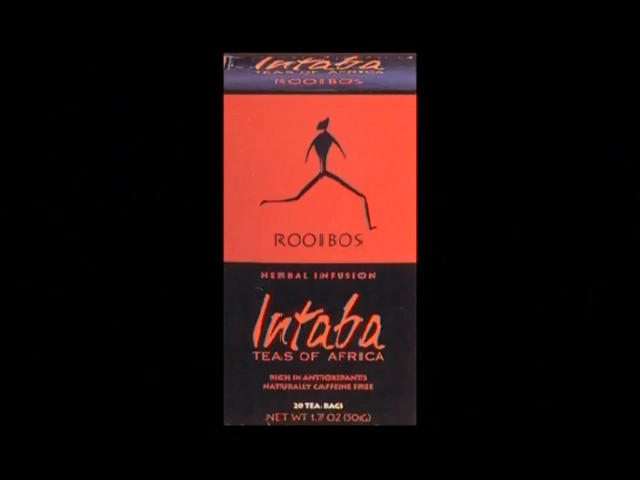 Intaba
TEAS OF AFRICA
ROOIBOS
ROOIBOS
HERBAL INFUSION
Intaba
TEAS OF AFRICA
RICH IN ANTIOXIDANTS
NATURALLY CAFFEINE FREE
20 TEA BAGS
NET WT 1.7 OZ (50G)